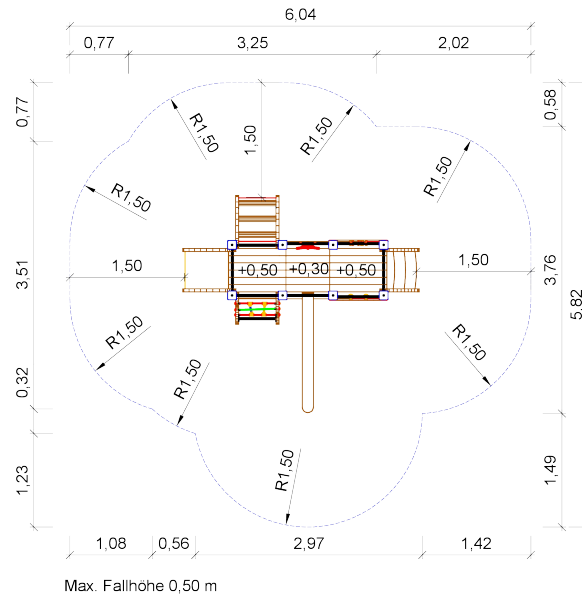 6,04
0,77 3,25 2,02
0,77
0,58
R1,50
1,50
R1,50
R1,50
R1,50
+0,50 +0,30 +0,50
1,50
1,50
3,51
3,76
5,82
R1,50
R1,50
R1,50
0,32
R1,50
1,23
1,49
1,08 0,56 2,97 1,42
Max. Fallhöhe 0,50 m